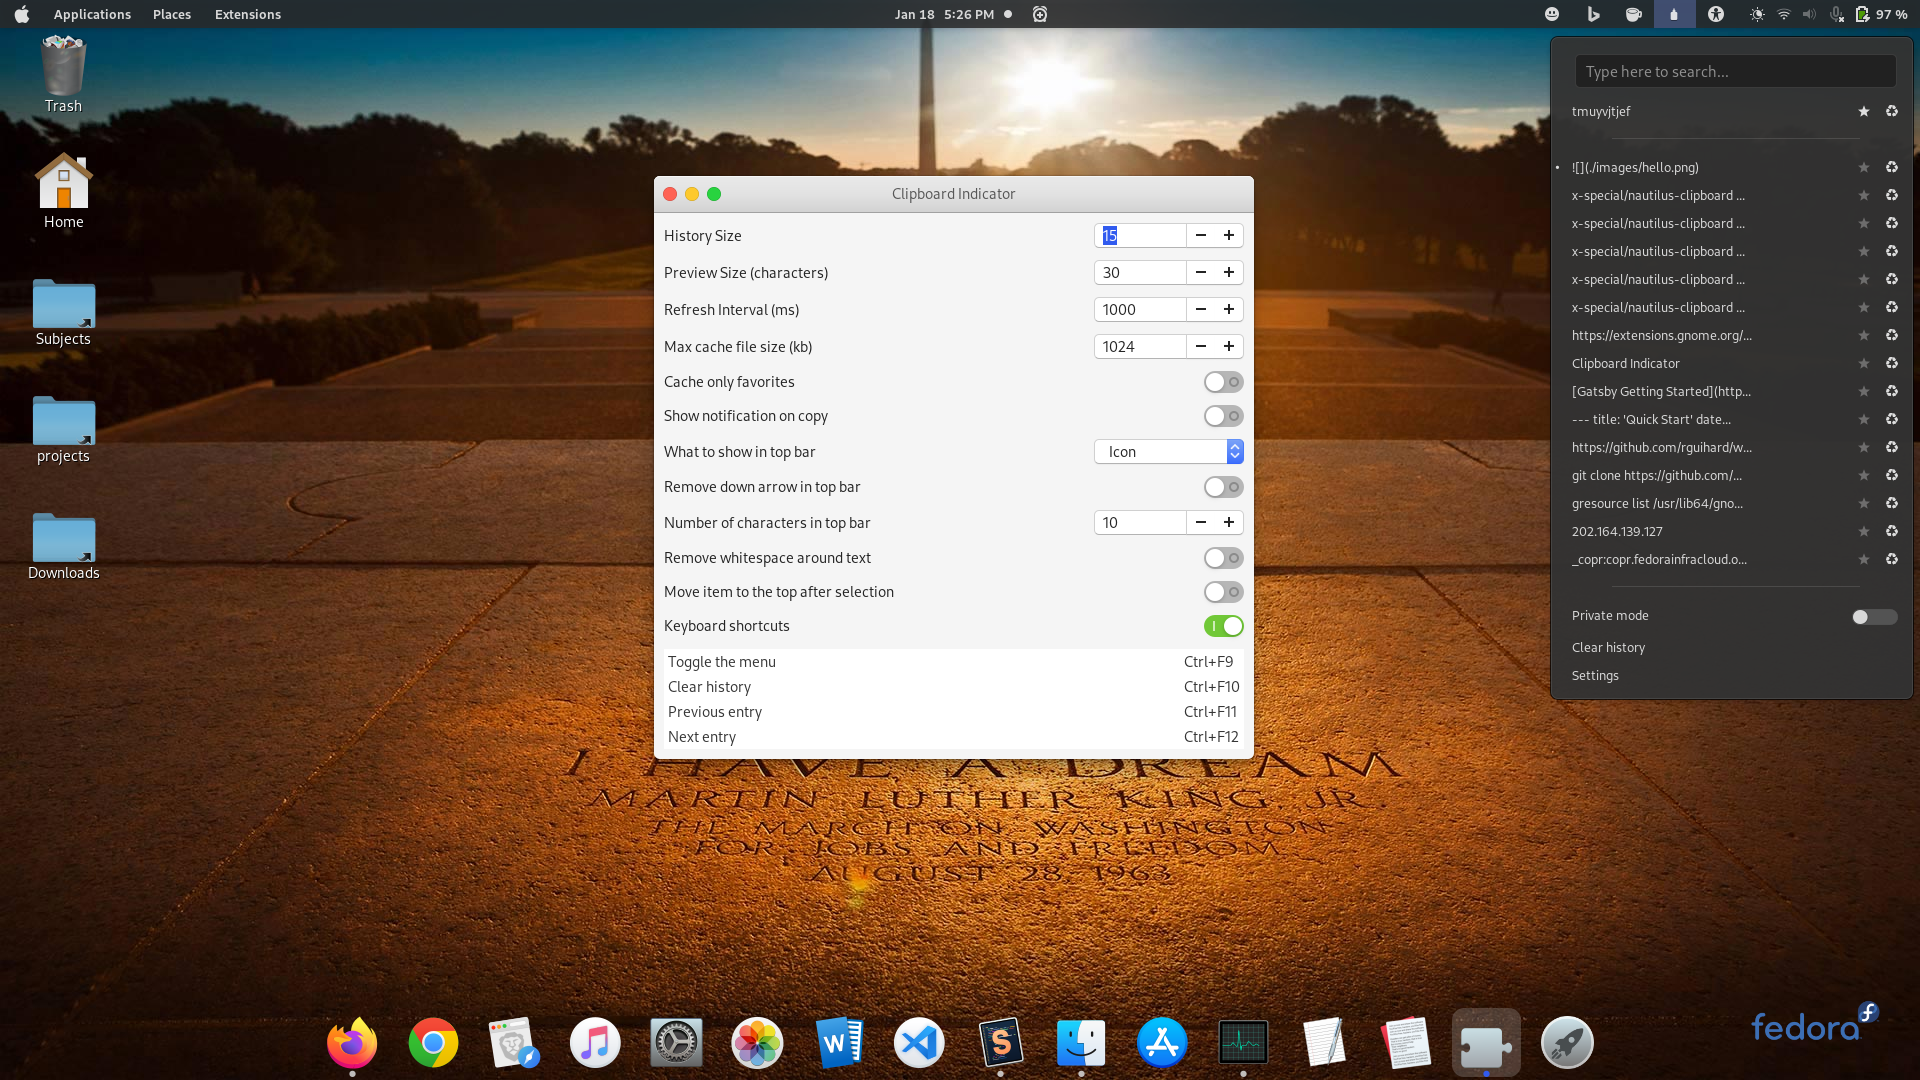 Applications Places Extensions Jan 18 5:26 PM 97 %
Trash
Home
Subjects
projects
Downloads
Clipboard Indicator
History Size 15
Preview Size (characters) 30
Refresh Interval (ms) 1000
Max cache file size (kb) 1024
Cache only favorites
Show notification on copy
What to show in top bar Icon
Remove down arrow in top bar
Number of characters in top bar 10
Remove whitespace around text
Move item to the top after selection
Keyboard shortcuts
Toggle the menu Ctrl+F9
Clear history Ctrl+F10
Previous entry Ctrl+F11
Next entry Ctrl+F12
Type here to search...
tmuyvjtjef
![](./images/hello.png)
x-special/nautilus-clipboard ...
x-special/nautilus-clipboard ...
x-special/nautilus-clipboard ...
x-special/nautilus-clipboard ...
x-special/nautilus-clipboard ...
https://extensions.gnome.org/...
Clipboard Indicator
[Gatsby Getting Started](http...
--- title: 'Quick Start' date...
https://github.com/rguihard/w...
git clone https://github.com/...
gresource list /usr/lib64/gno...
202.164.139.127
_copr:copr.fedorainfracloud.o...
Private mode
Clear history
Settings
I HAVE A DREAM
MARTIN LUTHER KING, JR.
THE MARCH ON WASHINGTON
FOR JOBS AND FREEDOM
AUGUST 28, 1963
fedora